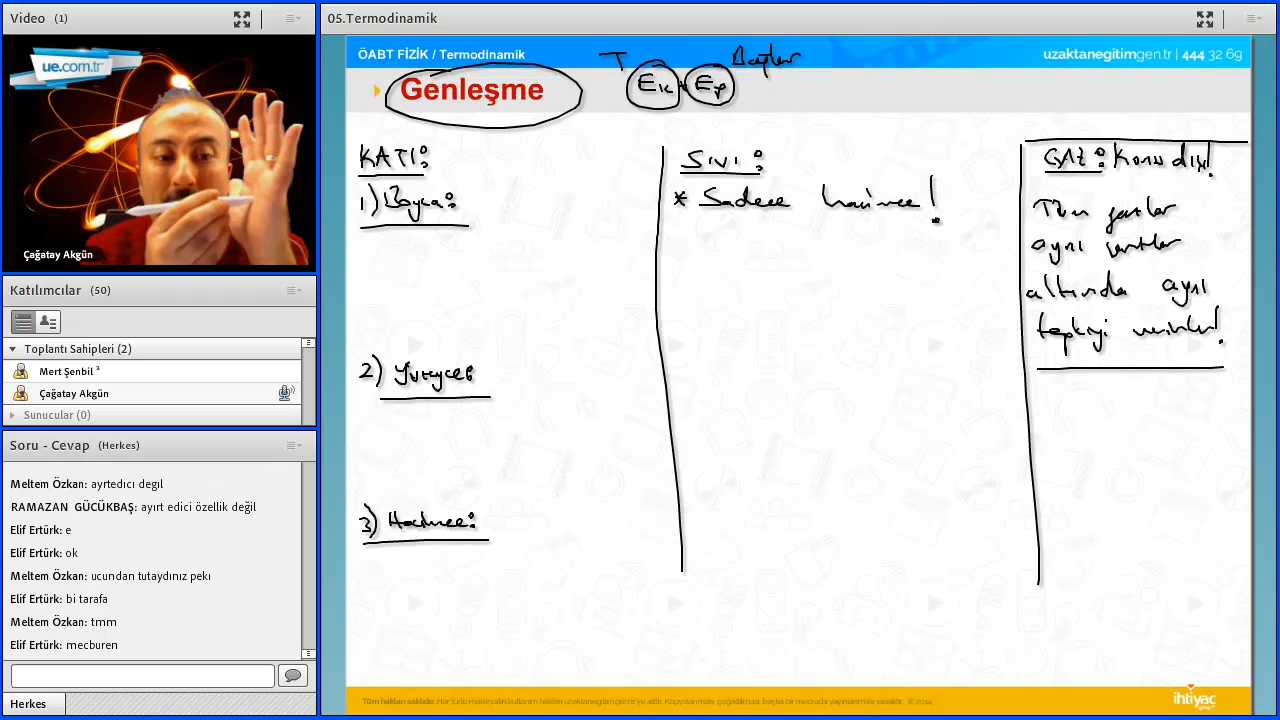 Video (1)
ue.com.tr
Çağatay Akgün
Katılımcılar (50)
Toplantı Sahipleri (2)
Mert Şenbil ³
Çağatay Akgün
Sunucular (0)
Soru - Cevap (Herkes)
Meltem Özkan: ayrtedıcı degıl
RAMAZAN GÜCÜKBAŞ: ayırt edici özellik değil
Elif Ertürk: e
Elif Ertürk: ok
Meltem Özkan: ucundan tutaydınız pekı
Elif Ertürk: bi tarafa
Meltem Özkan: tmm
Elif Ertürk: mecburen
Herkes
05.Termodinamik
ÖABT FİZİK / Termodinamik
uzaktanegitimgen.tr | 444 32 69
Genleşme
T
Bağlar
Ek + Ep
KATI:
1) Boyca:
2) Yüzeyce:
3) Hacimce:
SIVI:
* Sadece hacimce!
GAZ:
Tüm gazlar
aynı şartlar
altında aynı
tepkiyi verirler!
ihtiyaç